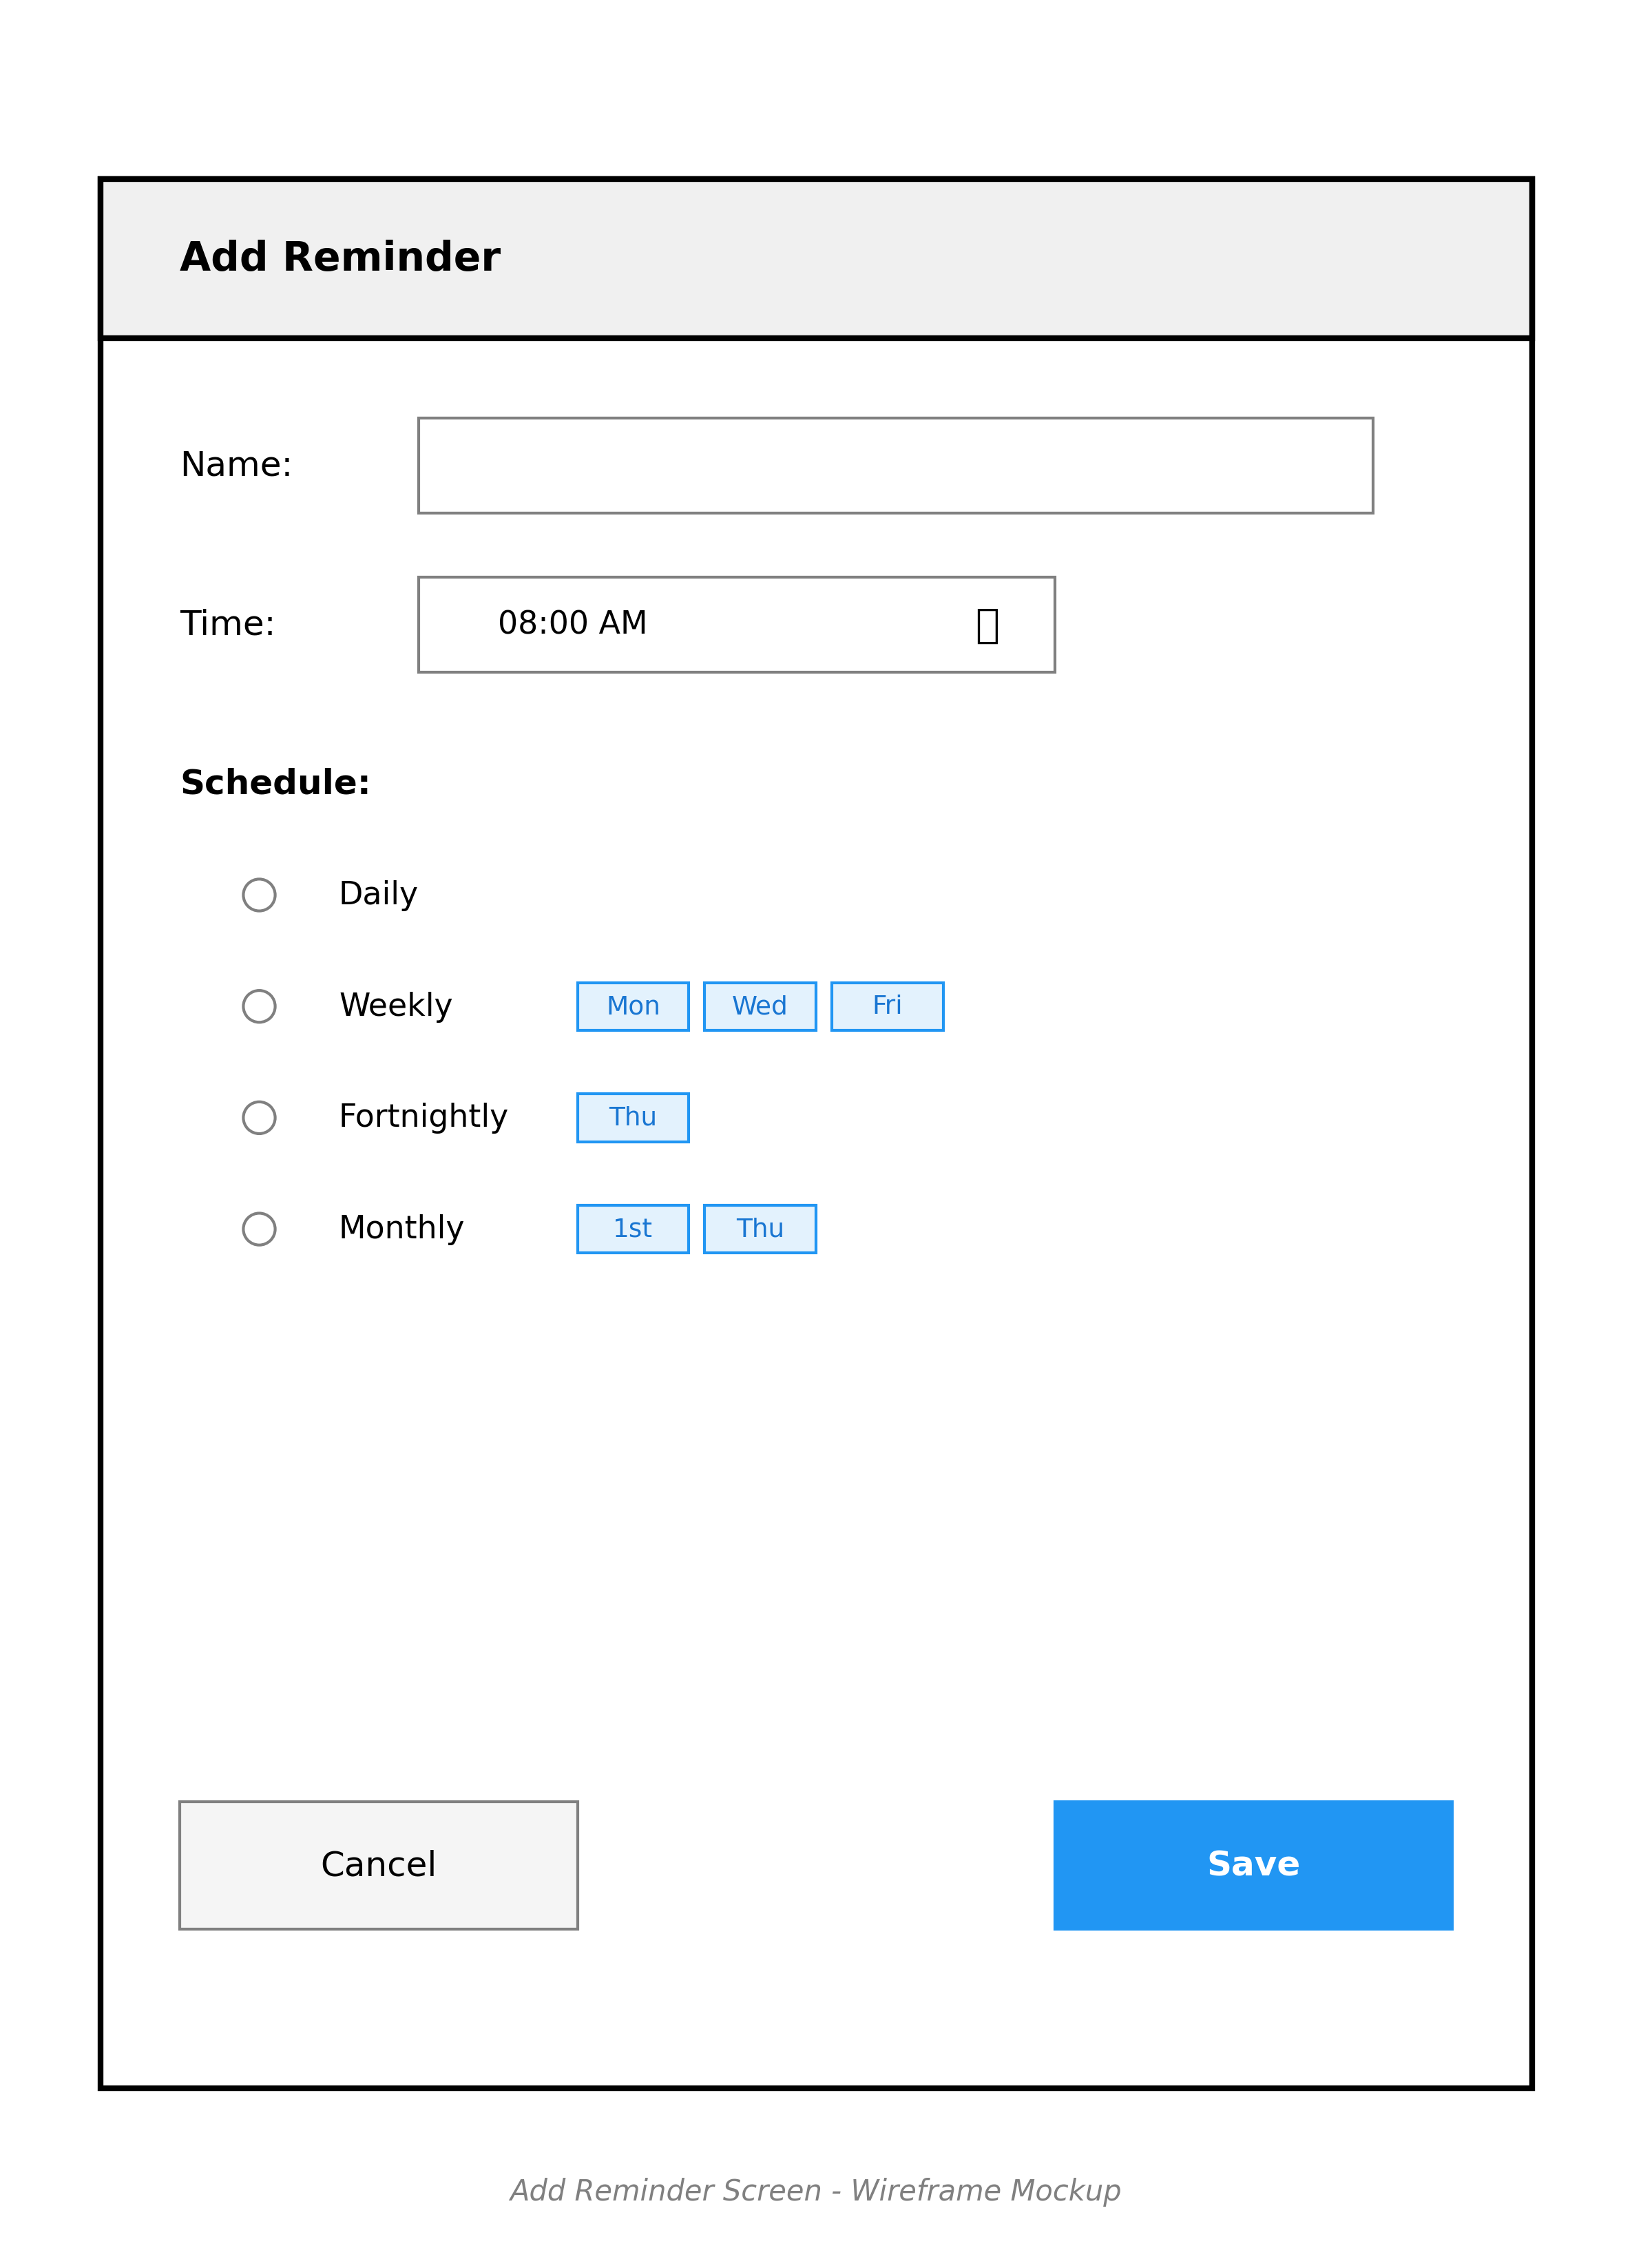 Add Reminder
Name:
Time: 08:00 AM
Schedule:
Daily
Weekly Mon Wed Fri
Fortnightly Thu
Monthly 1st Thu
Cancel Save
Add Reminder Screen - Wireframe Mockup